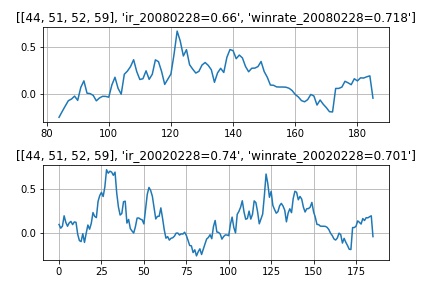 [[44, 51, 52, 59], 'ir_20080228=0.66', 'winrate_20080228=0.718']
0.5
0.0
80 100 120 140 160 180
[[44, 51, 52, 59], 'ir_20020228=0.74', 'winrate_20020228=0.701']
0.5
0.0
0 25 50 75 100 125 150 175